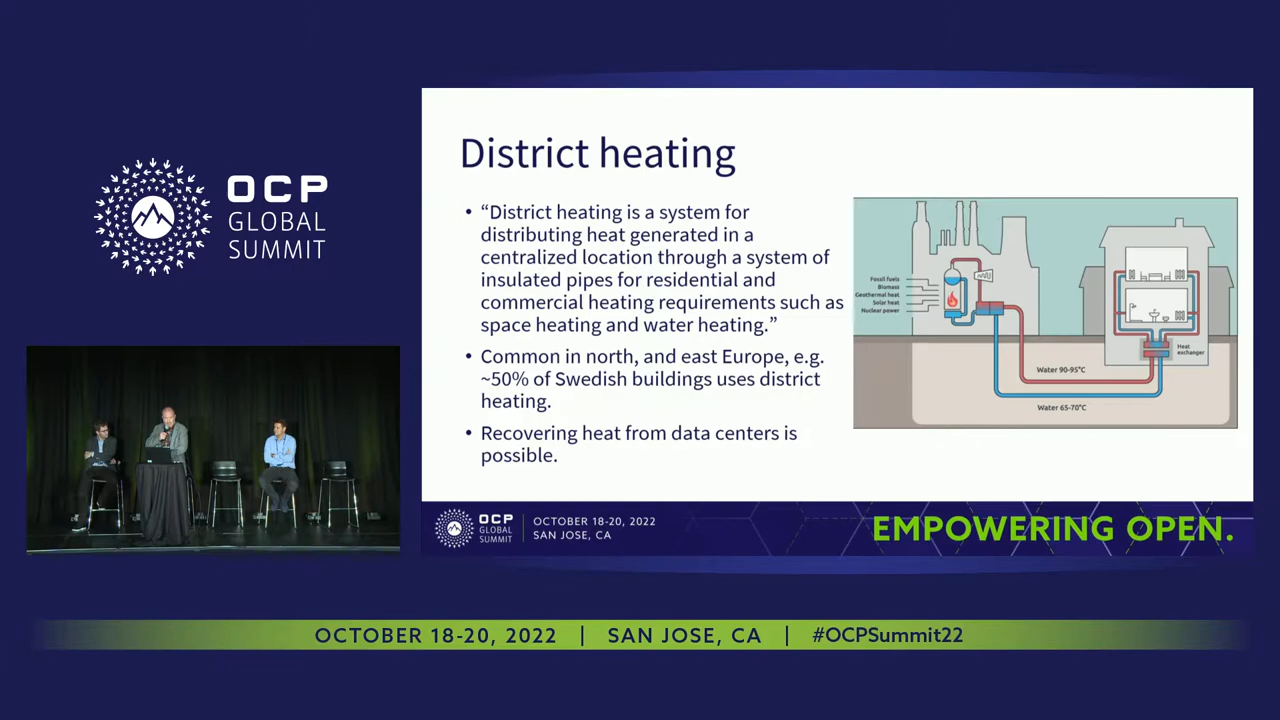 OCP
GLOBAL
SUMMIT
District heating
• “District heating is a system for
distributing heat generated in a
centralized location through a system of
insulated pipes for residential and
commercial heating requirements such as
space heating and water heating.”
• Common in north, and east Europe, e.g.
~50% of Swedish buildings uses district
heating.
• Recovering heat from data centers is
possible.
Fossil fuels
Biomass
Geothermal heat
Solar heat
Nuclear power
Heat
exchanger
Water 90-95°C
Water 65-70°C
OCP
GLOBAL
SUMMIT
OCTOBER 18-20, 2022
SAN JOSE, CA
EMPOWERING OPEN.
OCTOBER 18-20, 2022 | SAN JOSE, CA | #OCPSummit22